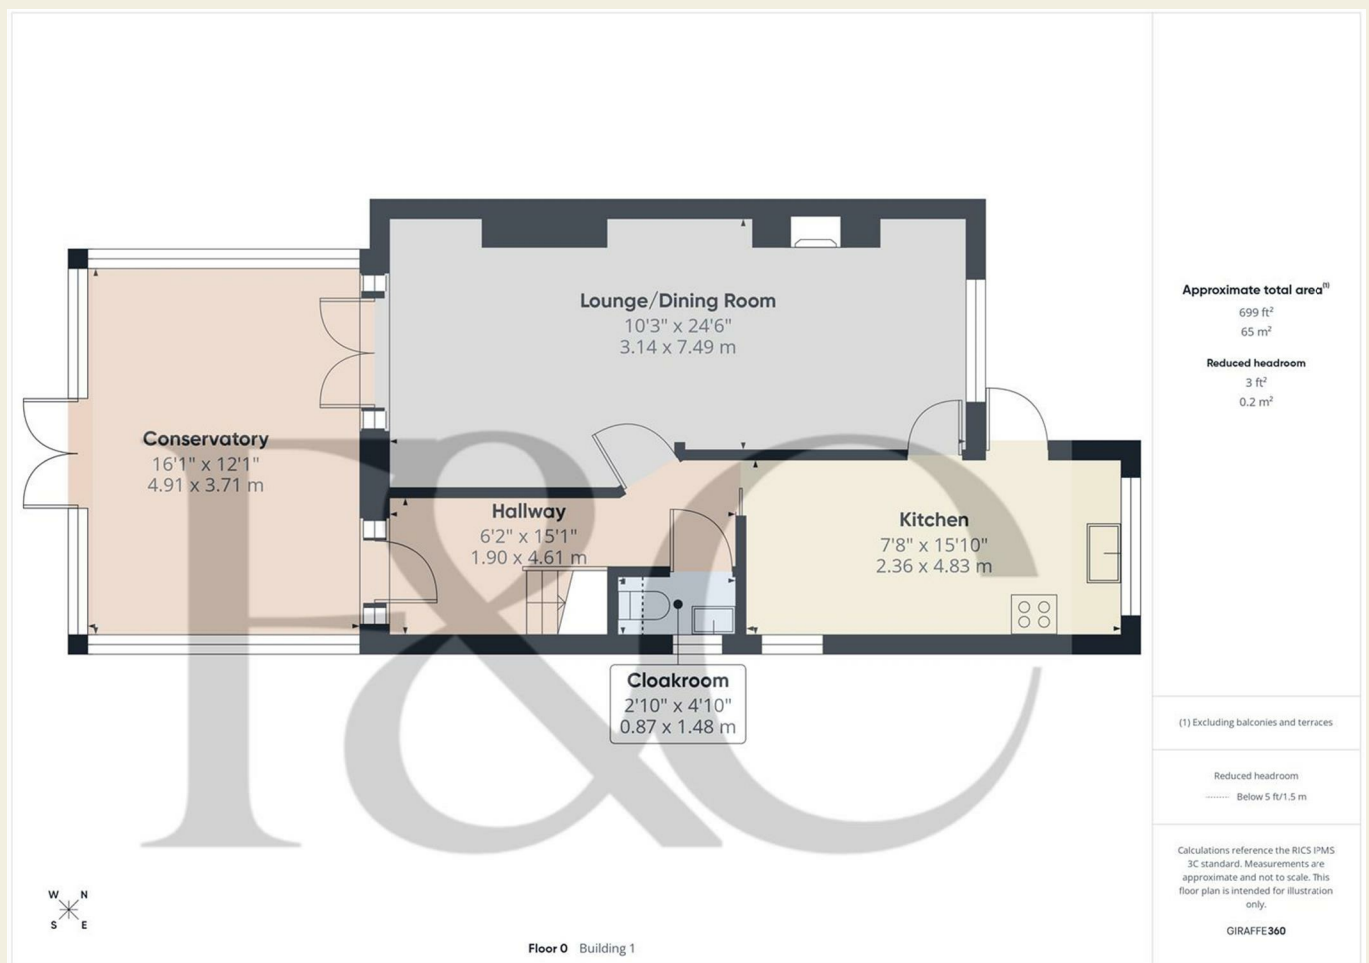 Lounge/Dining Room
10'3" x 24'6"
3.14 x 7.49 m
Conservatory
16'1" x 12'1"
4.91 x 3.71 m
Hallway
6'2" x 15'1"
1.90 x 4.61 m
Kitchen
7'8" x 15'10"
2.36 x 4.83 m
Cloakroom
2'10" x 4'10"
0.87 x 1.48 m
F&C
W N
S E
Floor 0 Building 1
Approximate total area(1)
699 ft²
65 m²
Reduced headroom
3 ft²
0.2 m²
(1) Excluding balconies and terraces
Reduced headroom
Below 5 ft/1.5 m
Calculations reference the RICS IPMS
3C standard. Measurements are
approximate and not to scale. This
floor plan is intended for illustration
only.
GIRAFFE360